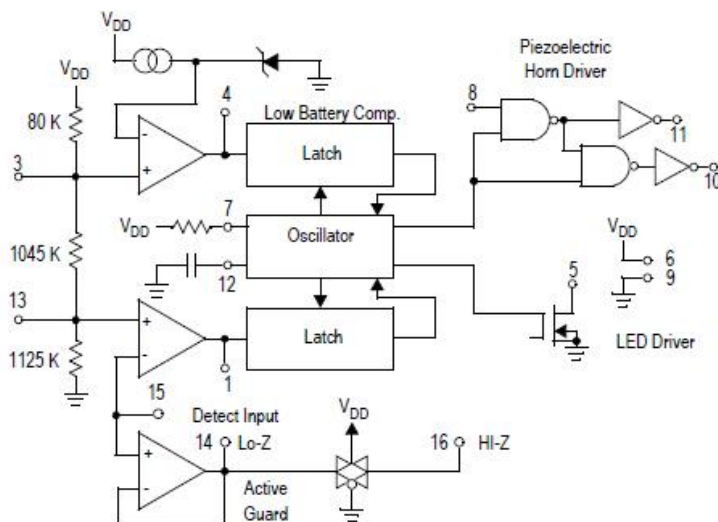 VDD
VDD
Piezoelectric
Horn Driver
80 K
4
8
Low Battery Comp.
-
+
Latch
11
3
10
7
VDD
Oscillator
VDD
1045 K
6
5
9
12
13
+
-
Latch
LED Driver
1125 K
1
15
VDD
Detect Input
14
Lo-Z
16
HI-Z
+
-
Active
Guard